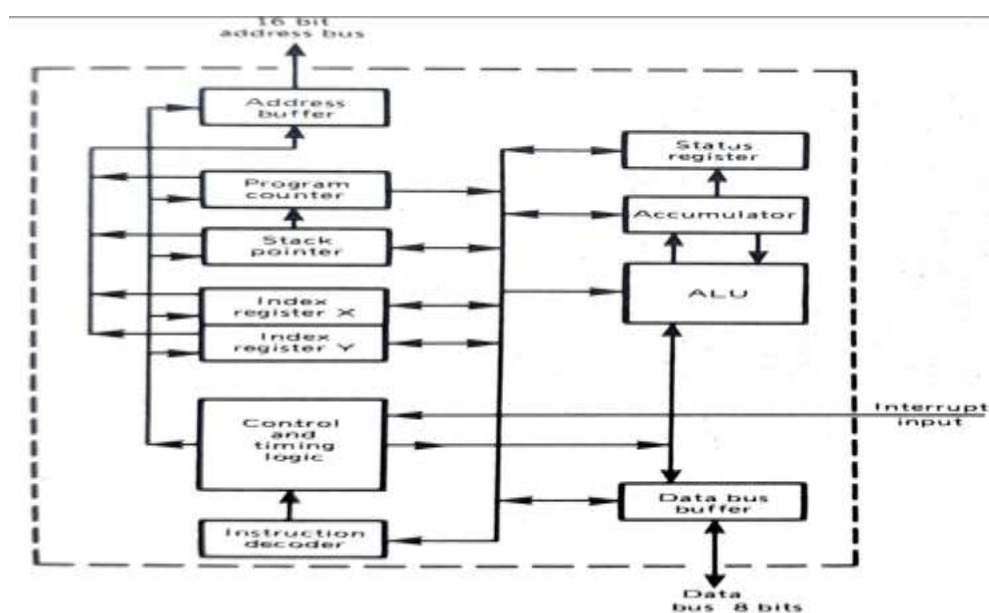 16 bit
address bus
Address
buffer
Program
counter
Stack
pointer
Index
register X
Index
register Y
Control
and
timing
logic
Instruction
decoder
Status
register
Accumulator
ALU
Interrupt
input
Data bus
buffer
Data
bus 8 bits